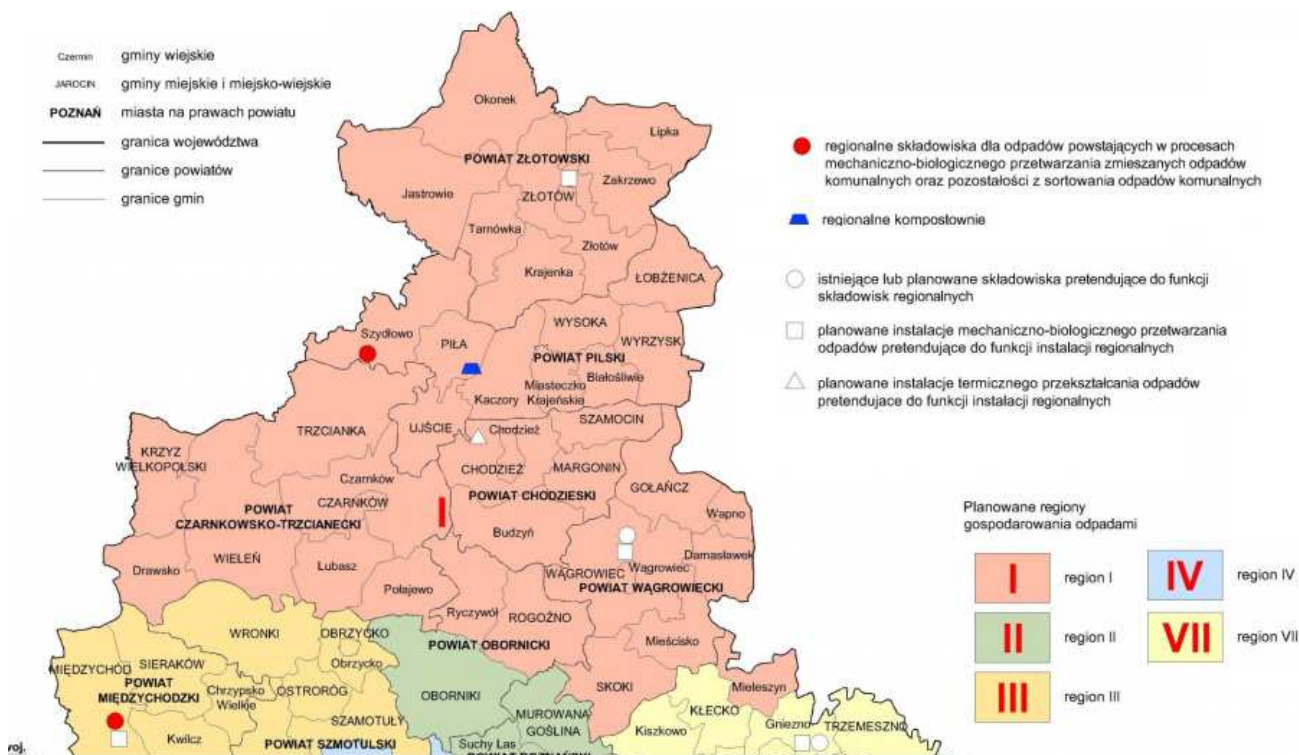 Czermin gminy wiejskie
JAROCIN gminy miejskie i miejsko-wiejskie
POZNAŃ miasta na prawach powiatu
granica województwa
granice powiatów
granice gmin
regionalne składowiska dla odpadów powstających w procesach
mechaniczno-biologicznego przetwarzania zmieszanych odpadów
komunalnych oraz pozostałości z sortowania odpadów komunalnych
regionalne kompostownie
istniejące lub planowane składowiska pretendujące do funkcji
składowisk regionalnych
planowane instalacje mechaniczno-biologicznego przetwarzania
odpadów pretendujące do funkcji instalacji regionalnych
planowane instalacje termicznego przekształcania odpadów
pretendujace do funkcji instalacji regionalnych
Planowane regiony
gospodarowania odpadami
I region I
IV region IV
II region II
VII region VII
III region III
Okonek
Lipka
POWIAT ZŁOTOWSKI
Zakrzewo
Jastrowie
ZŁOTÓW
Tarnówka
Złotów
Krajenka
ŁOBŻENICA
WYSOKA
Szydłowo
PIŁA
WYRZYSK
POWIAT PILSKI
Białośliwie
Miasteczko
Krajeńskie
Kaczory
SZAMOCIN
TRZCIANKA
UJŚCIE
Chodzież
KRZYŻ
WIELKOPOLSKI
CHODZIEŻ
MARGONIN
Czarnków
GOŁAŃCZ
POWIAT CHODZIESKI
CZARNKÓW
POWIAT
CZARNKOWSKO-TRZCIANECKI
I
Wapno
Budzyń
Damasławek
WIELEŃ
Drawsko
Lubasz
WĄGROWIEC
Wągrowiec
POWIAT WĄGROWIECKI
Połajewo
Ryczywół
ROGOŹNO
WRONKI
OBRZYCKO
POWIAT OBORNICKI
Mieścisko
MIĘDZYCHÓD
SIERAKÓW
Obrzycko
POWIAT
MIĘDZYCHODZKI
Chrzypsko
Wielkie
OSTRORÓG
OBORNIKI
SKOKI
Mieleszyn
KŁECKO
SZAMOTUŁY
MUROWANA
GOŚLINA
Kiszkowo
Gniezno
TRZEMESZNO
Kwilcz
POWIAT SZMOTULSKI
Suchy Las
POWIAT POZNAŃSKI
woj.